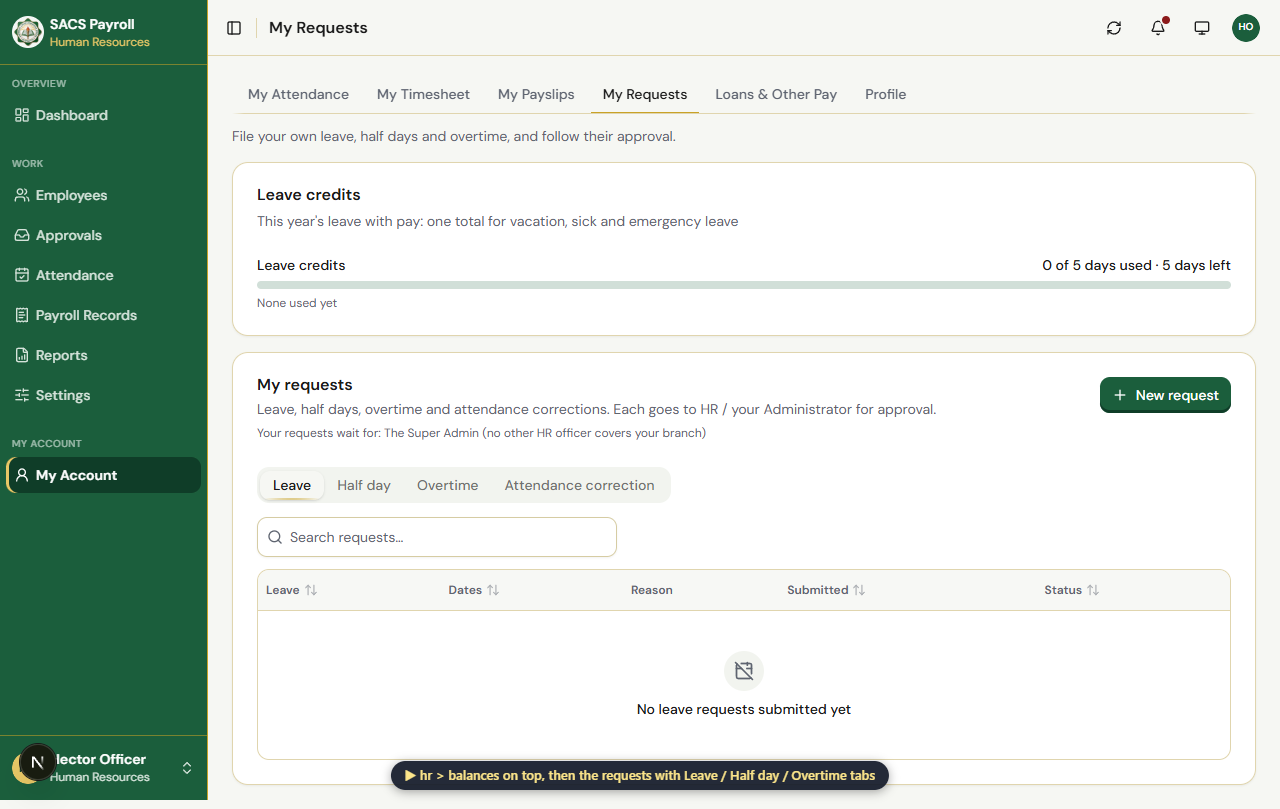 SACS Payroll
Human Resources
OVERVIEW
Dashboard
WORK
Employees
Approvals
Attendance
Payroll Records
Reports
Settings
MY ACCOUNT
My Account
N
lector Officer
Human Resources
My Requests
HO
My Attendance
My Timesheet
My Payslips
My Requests
Loans & Other Pay
Profile
File your own leave, half days and overtime, and follow their approval.
Leave credits
This year's leave with pay: one total for vacation, sick and emergency leave
Leave credits
0 of 5 days used · 5 days left
None used yet
My requests
Leave, half days, overtime and attendance corrections. Each goes to HR / your Administrator for approval.
Your requests wait for: The Super Admin (no other HR officer covers your branch)
New request
Leave
Half day
Overtime
Attendance correction
Search requests...
Leave
Dates
Reason
Submitted
Status
No leave requests submitted yet
▶ hr > balances on top, then the requests with Leave / Half day / Overtime tabs